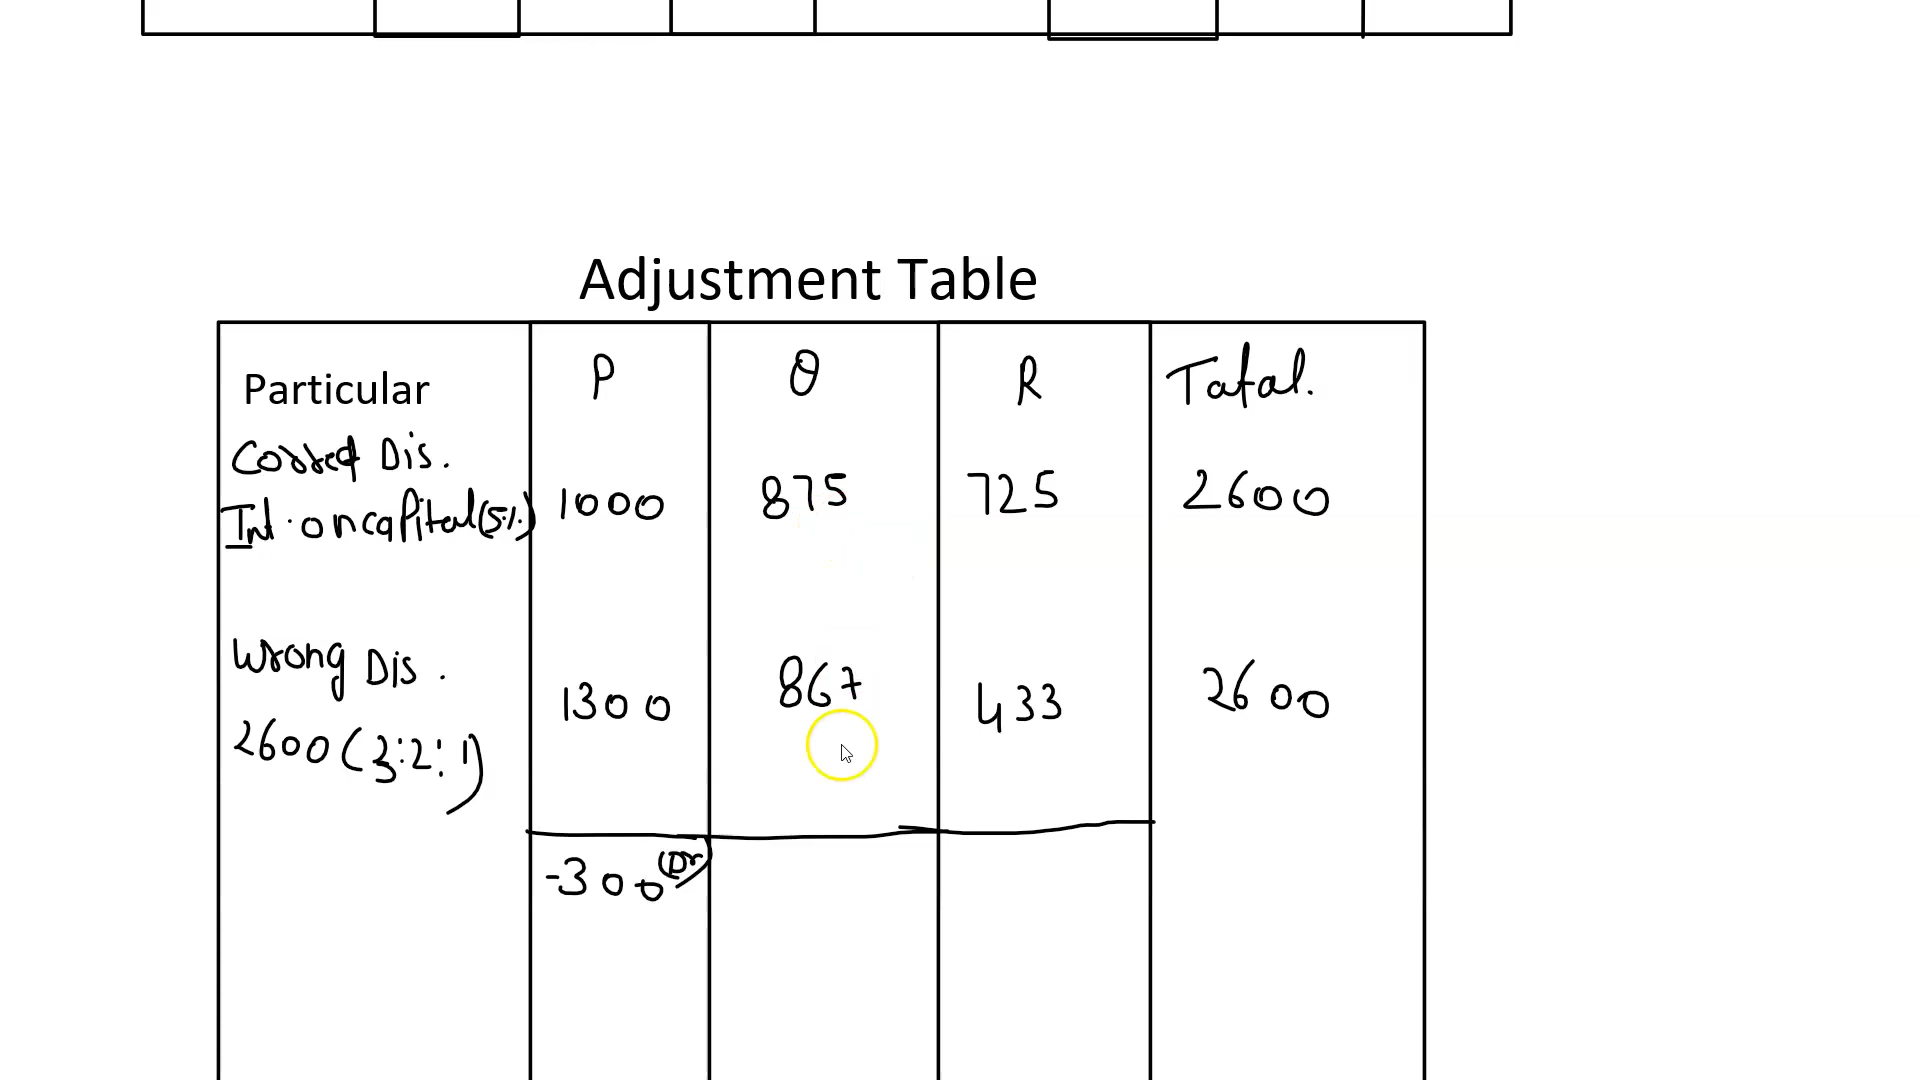 Adjustment Table
Particular P Q R Total.
Correct Dis.
Int. on capital (5%) 1000 875 725 2600
Wrong Dis.
2600 (3:2:1) 1300 867 433 2600
-300 (Dr)